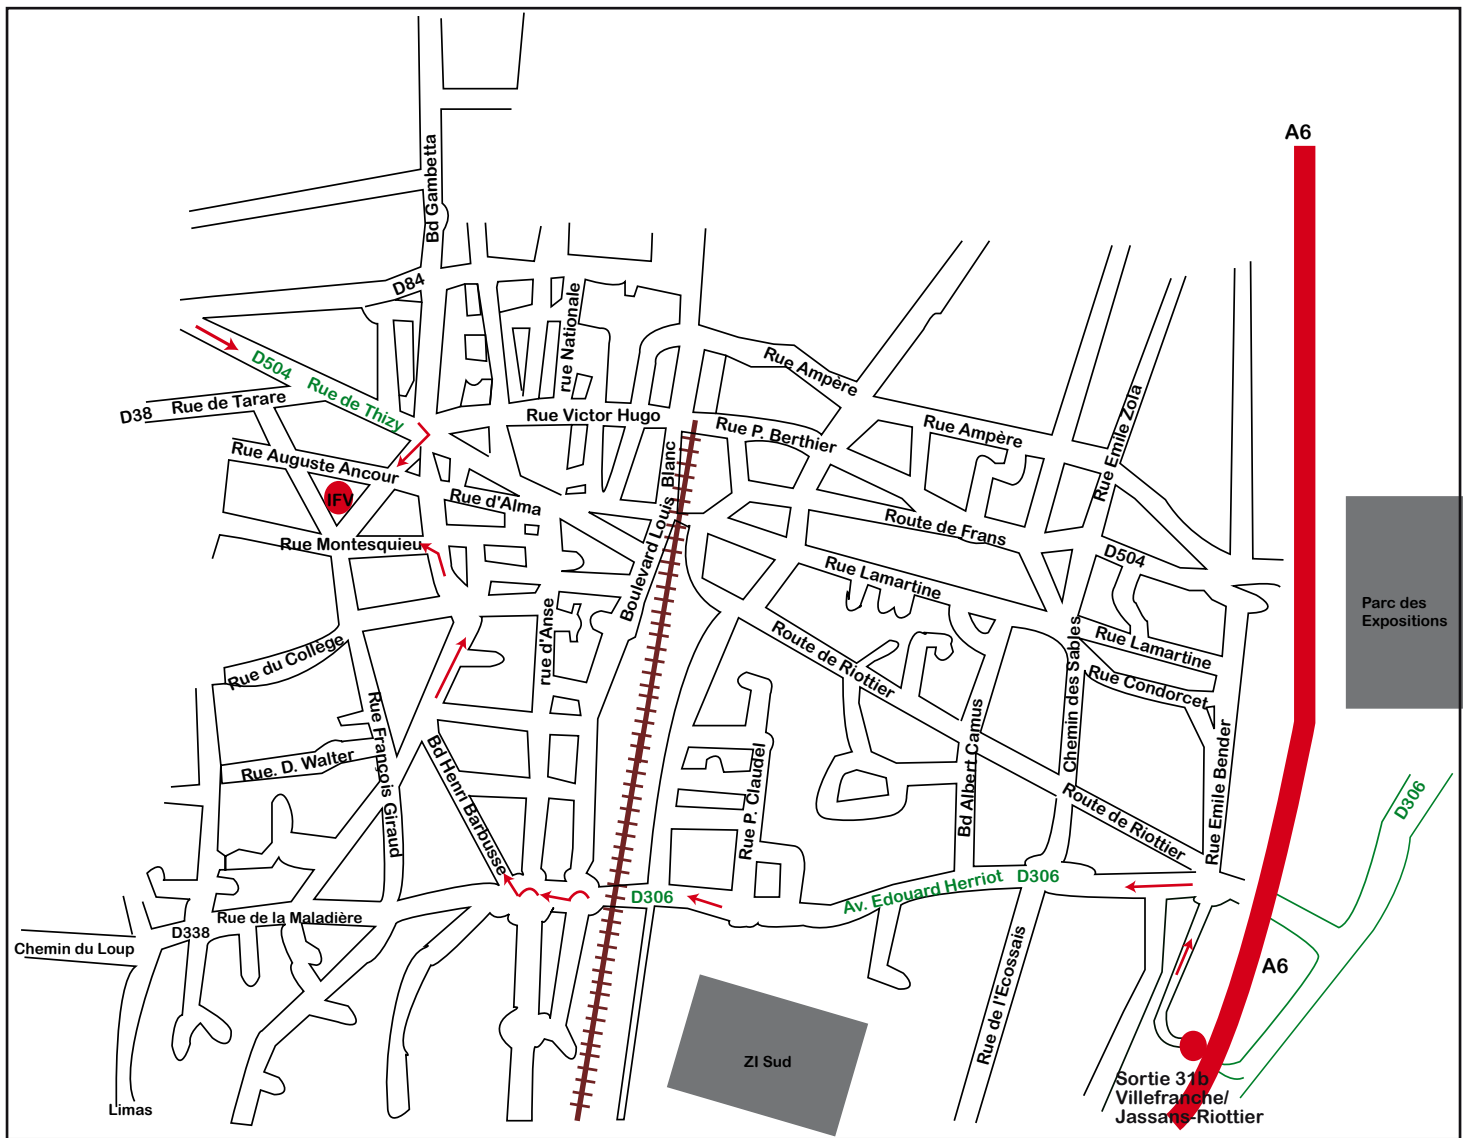 A6
Bd Gambetta
D84
rue Nationale
D504 Rue de Thizy
D38
Rue de Tarare
Rue Victor Hugo
Rue Ampère
Rue P. Berthier
Rue Ampère
Rue Emile Zola
Rue Auguste Ancour
IFV
Rue d'Alma
Boulevard Louis Blanc
Route de Frans
D504
Rue Montesquieu
Rue Lamartine
Parc des
Expositions
rue d'Anse
Route de Riottier
Chemin des Sables
Rue Lamartine
Rue du Collège
Rue Condorcet
Rue François Giraud
Rue. D. Walter
Bd Henri Barbusse
Rue P. Claudel
Bd Albert Camus
Rue Emile Bender
Route de Riottier
D306
D306
Av. Edouard Herriot D306
Rue de la Maladière
D338
Chemin du Loup
A6
Rue de l'Ecossais
ZI Sud
Sortie 31b
Villefranche/
Jassans-Riottier
Limas